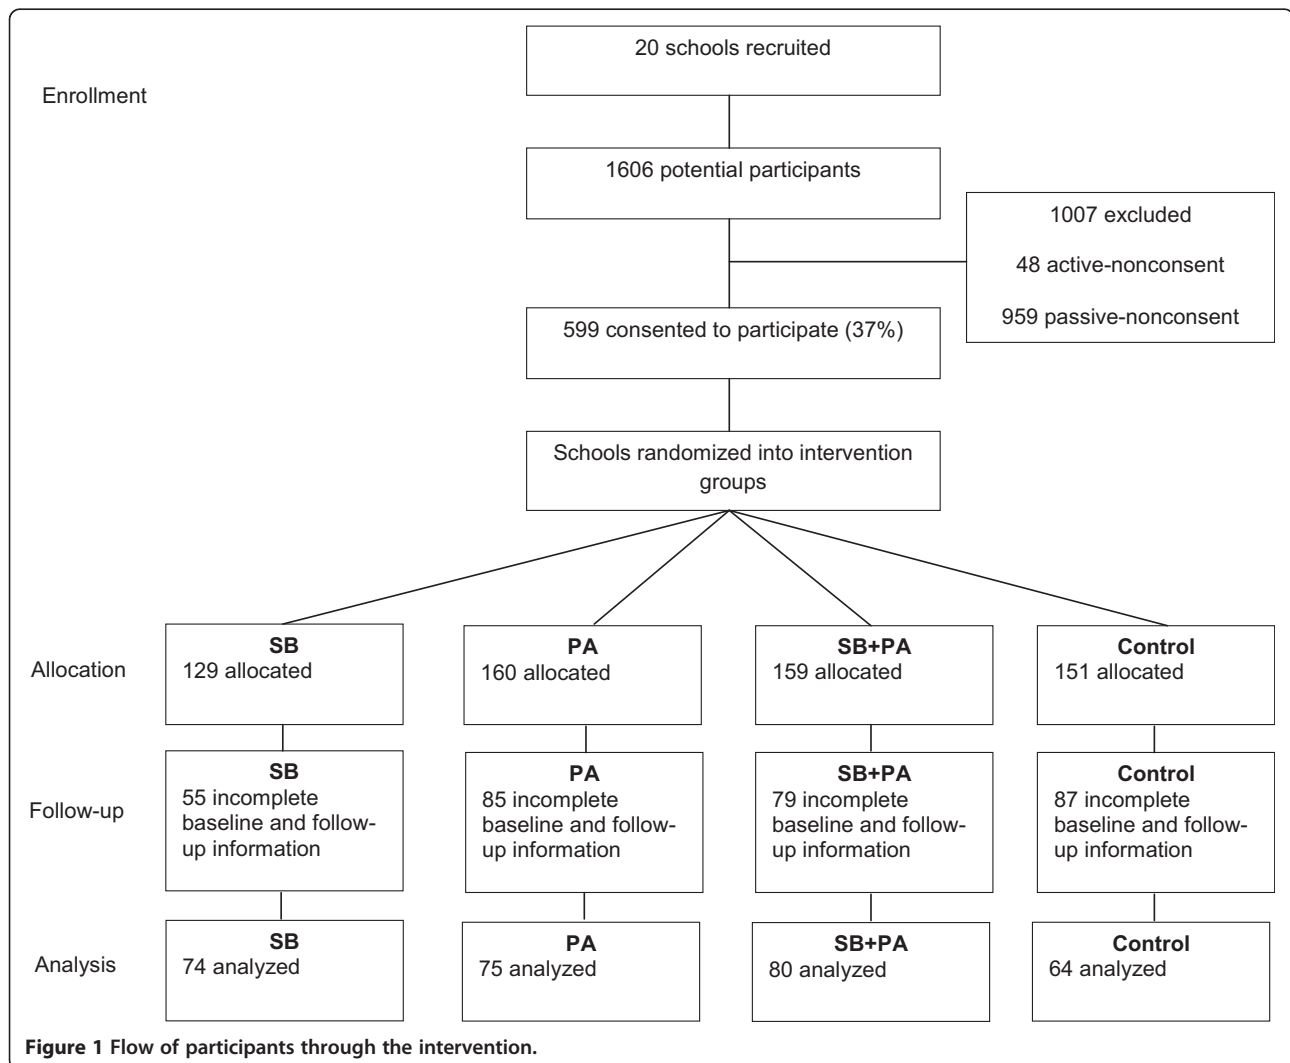 20 schools recruited
Enrollment
1606 potential participants
1007 excluded
48 active-nonconsent
959 passive-nonconsent
599 consented to participate (37%)
Schools randomized into intervention
groups
Allocation
SB
129 allocated
PA
160 allocated
SB+PA
159 allocated
Control
151 allocated
Follow-up
SB
55 incomplete
baseline and follow-
up information
PA
85 incomplete
baseline and follow-
up information
SB+PA
79 incomplete
baseline and follow-
up information
Control
87 incomplete
baseline and follow-
up information
Analysis
SB
74 analyzed
PA
75 analyzed
SB+PA
80 analyzed
Control
64 analyzed
Figure 1 Flow of participants through the intervention.